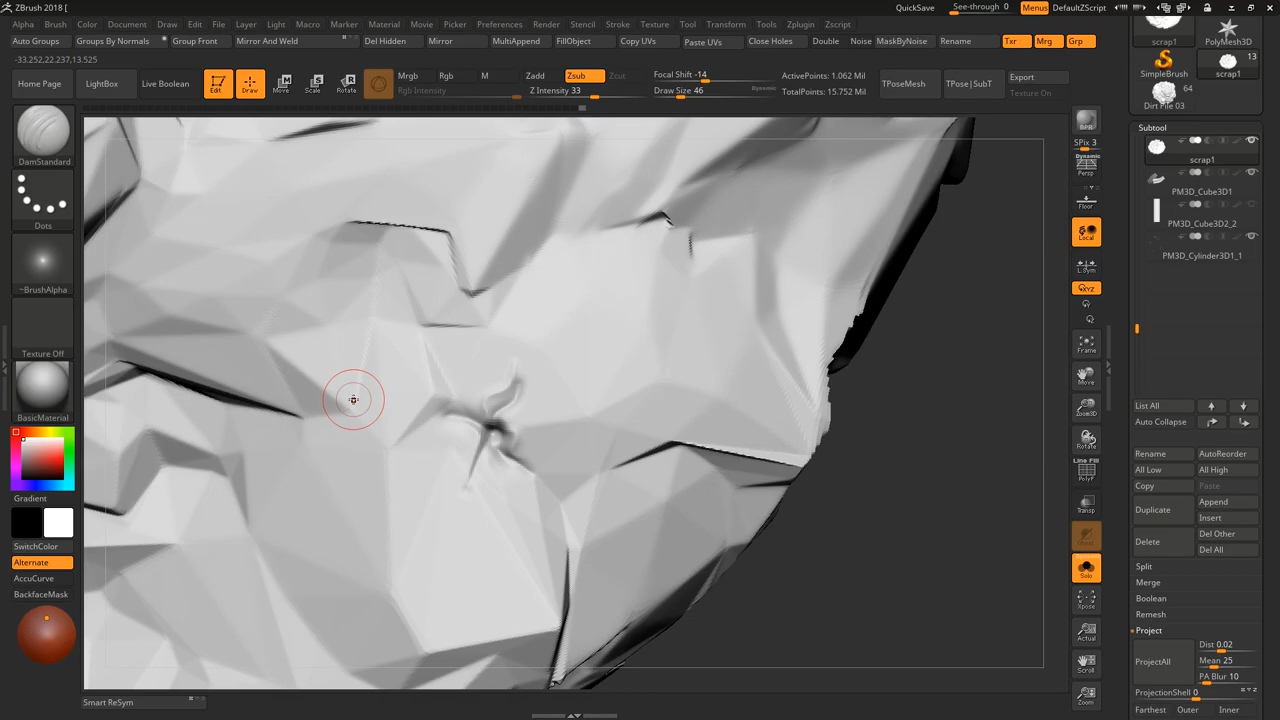 ZBrush 2018 [
QuickSave See-through 0 Menus DefaultZScript
Alpha Brush Color Document Draw Edit File Layer Light Macro Marker Material Movie Picker Preferences Render Stencil Stroke Texture Tool Transform Tools Zplugin Zscript
Auto Groups Groups By Normals Group Front Mirror And Weld Del Hidden Mirror MultiAppend FillObject Copy UVs Paste UVs Close Holes Double Noise MaskByNoise Rename Txr Mrg Grp
-33.252,22.237,13.525
Home Page LightBox Live Boolean Edit Draw Move Scale Rotate
Mrgb Rgb M Zadd Zsub Zcut Focal Shift -14 ActivePoints: 1.062 Mil
Rgb Intensity Z Intensity 33 Draw Size 46 Dynamic TotalPoints: 15.752 Mil
TPoseMesh TPose|SubT Export
Texture On
DamStandard
Dots
~BrushAlpha
Texture Off
BasicMaterial
Gradient
SwitchColor
Alternate
AccuCurve
BackfaceMask
Smart ReSym
BPR
SPix 3
Dynamic
Persp
Floor
Local
L.Sym
XYZ
Frame
Move
Zoom3D
Rotate
Line Fill
PolyF
Transp
Solo
Xpose
Actual
Scroll
Zoom
scrap1 PolyMesh3D
13
SimpleBrush scrap1
64
Dirt Pile 03
Subtool
scrap1
PM3D_Cube3D1
PM3D_Cube3D2_2
PM3D_Cylinder3D1_1
List All
Auto Collapse
Rename AutoReorder
All Low All High
Copy Paste
Duplicate Append
Insert
Delete Del Other
Del All
Split
Merge
Boolean
Remesh
Project
ProjectAll Dist 0.02
Mean 25
PA Blur 10
ProjectionShell 0
Farthest Outer Inner